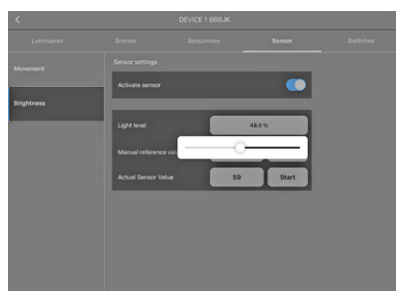 DEVICE 1 BBBJK
Luminaires Scenes Sequences Sensor Switches
Movement
Sensor settings
Activate sensor
Brightness
Light level 48.0 %
Manual reference
Actual Sensor Value 59 Start